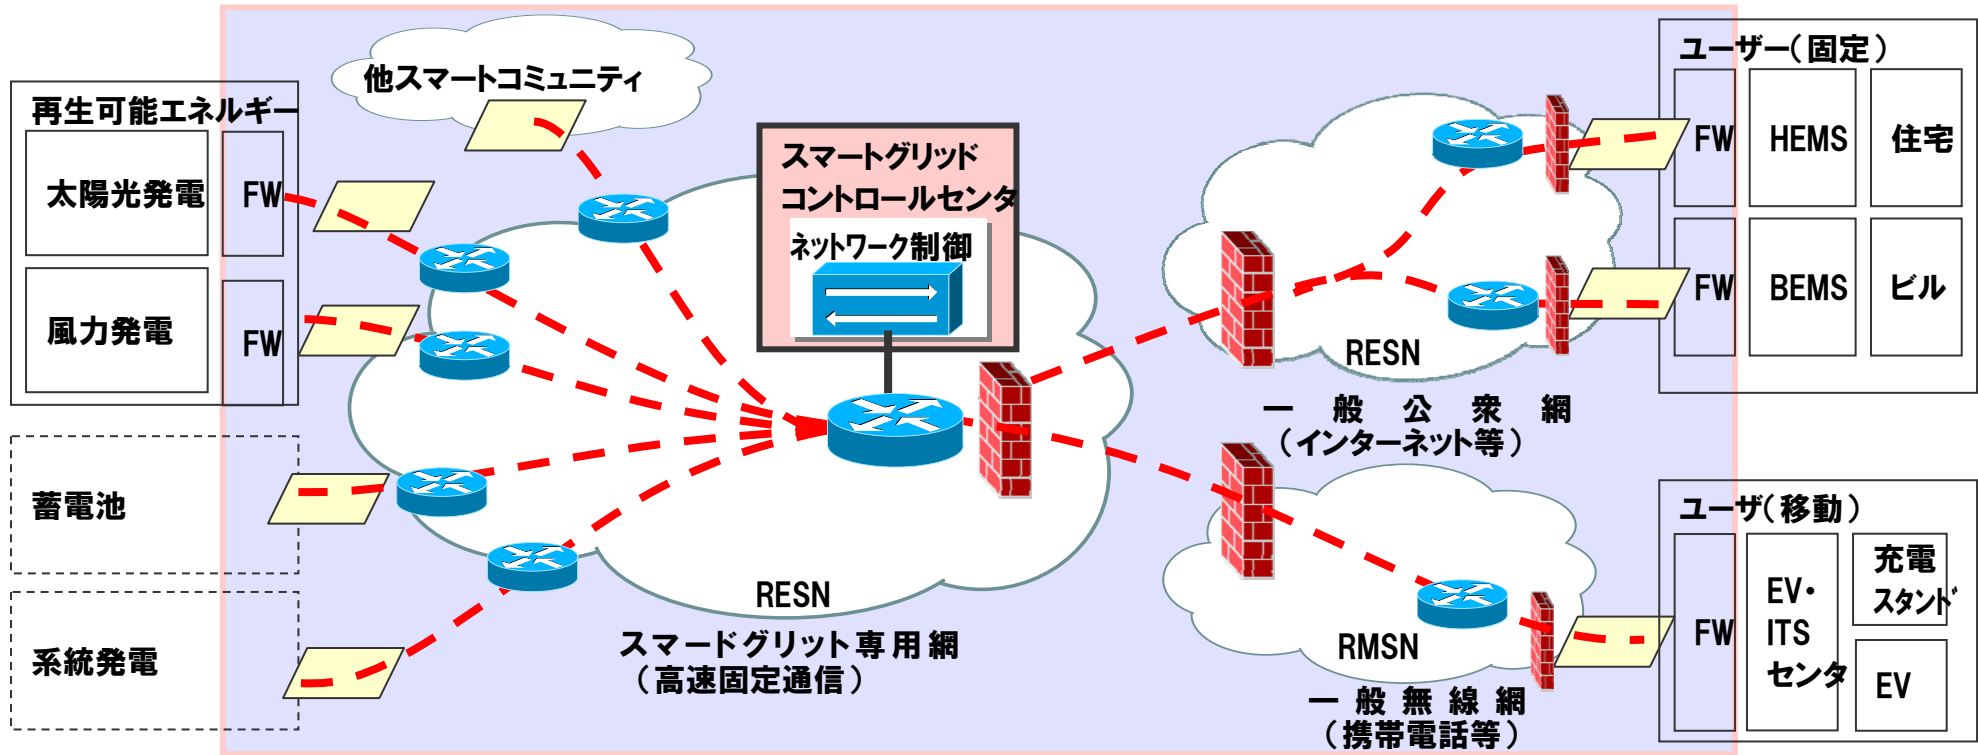 他スマートコミュニティ
再生可能エネルギー
太陽光発電
FW
風力発電
FW
蓄電池
系統発電
スマートグリッド
コントロールセンタ
ネットワーク制御
RESN
スマードグリット専用網
（高速固定通信）
RESN
一般公衆網
（インターネット等）
RMSN
一般無線網
（携帯電話等）
ユーザー（固定）
FW
HEMS
住宅
FW
BEMS
ビル
ユーザ（移動）
FW
EV・
ITS
センタ
充電
スタンド
EV